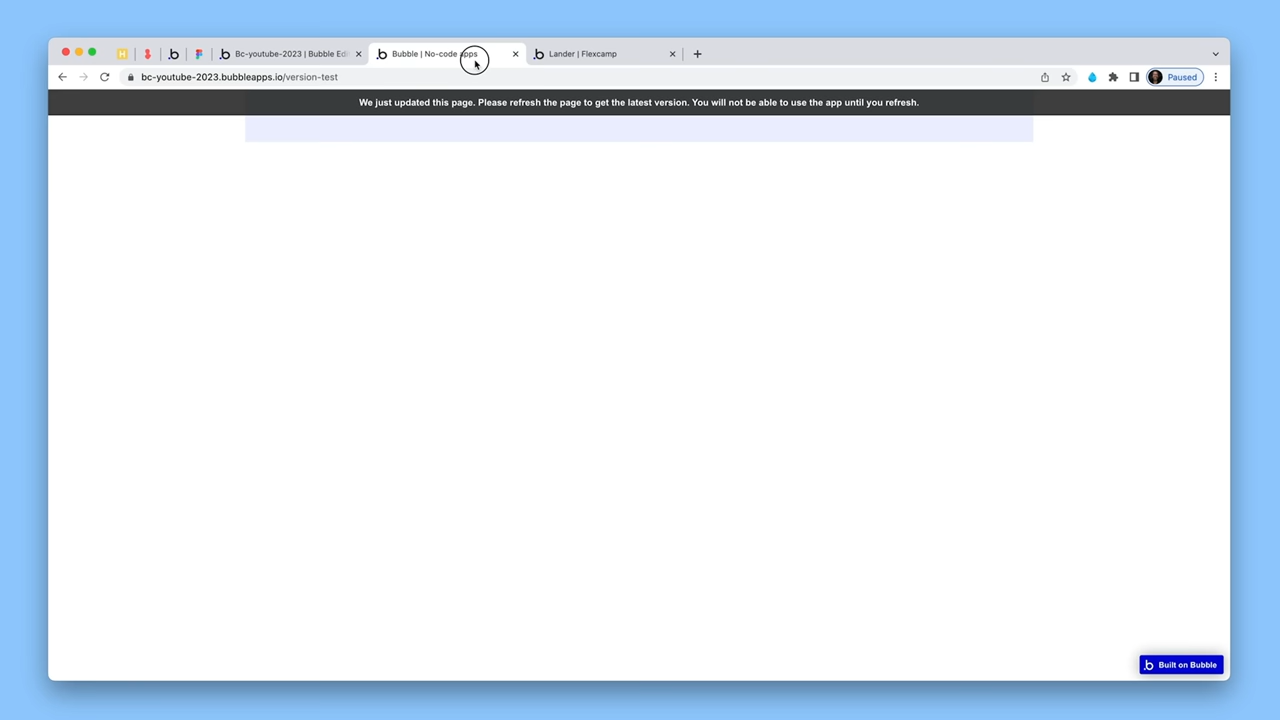 H
Bc-youtube-2023 | Bubble Edi
Bubble | No-code apps
Lander | Flexcamp
bc-youtube-2023.bubbleapps.io/version-test
Paused
We just updated this page. Please refresh the page to get the latest version. You will not be able to use the app until you refresh.
.b Built on Bubble